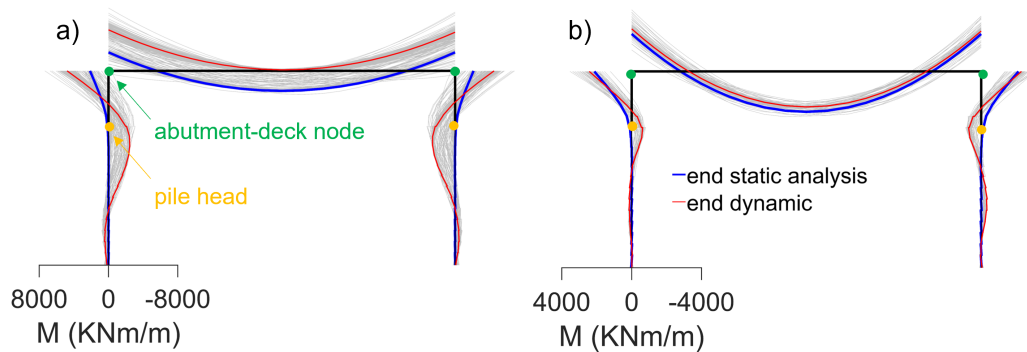 a)
b)
abutment-deck node
pile head
end static analysis
end dynamic
8000 0 -8000
M (KNm/m)
4000 0 -4000
M (KNm/m)